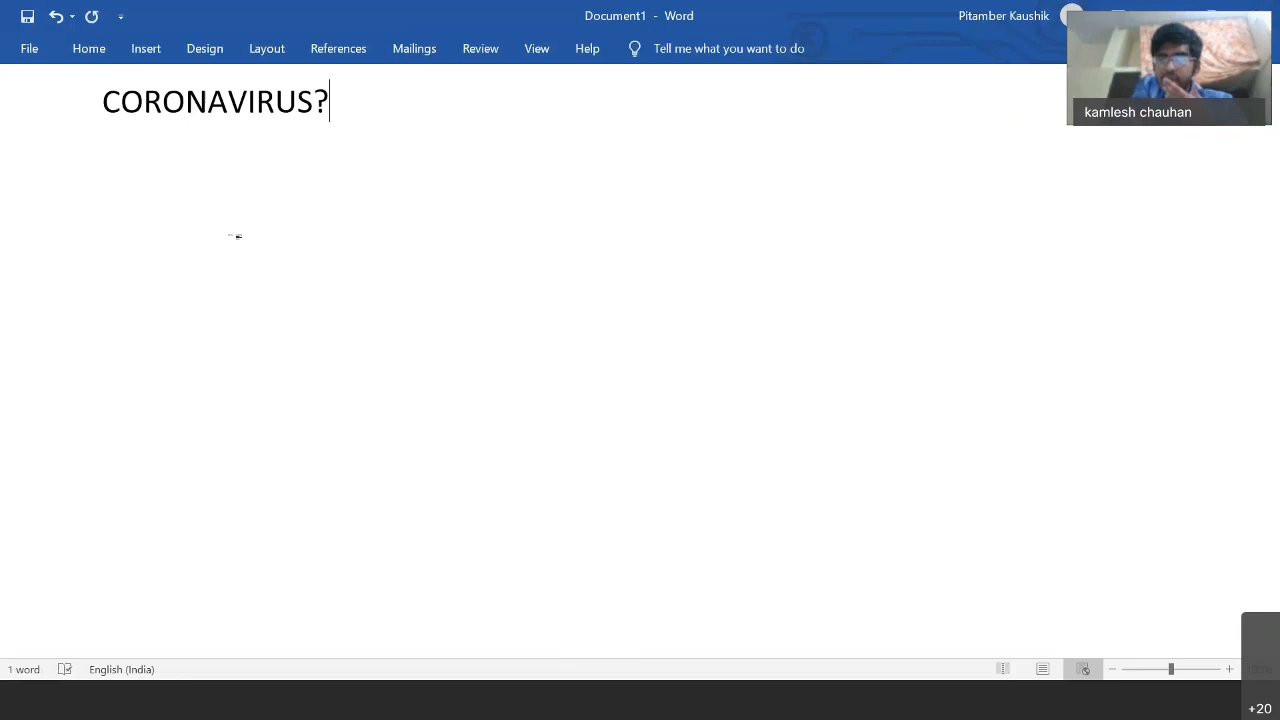 Document1 - Word
Pitamber Kaushik
File Home Insert Design Layout References Mailings Review View Help Tell me what you want to do
kamlesh chauhan
CORONAVIRUS?
1 word English (India)
+20